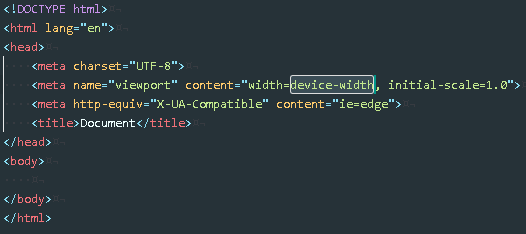 <!DOCTYPE html>
<html lang="en">
<head>
    <meta charset="UTF-8">
    <meta name="viewport" content="width=device-width, initial-scale=1.0">
    <meta http-equiv="X-UA-Compatible" content="ie=edge">
    <title>Document</title>
</head>
<body>

</body>
</html>